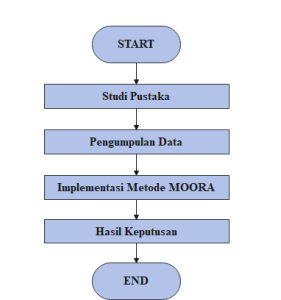 START
Studi Pustaka
Pengumpulan Data
Implementasi Metode MOORA
Hasil Keputusan
END